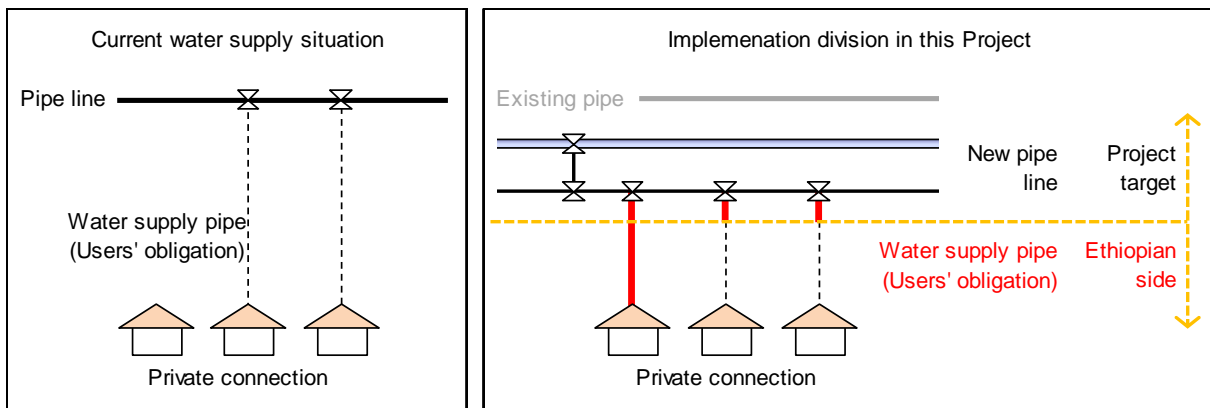 Current water supply situation
Pipe line
Water supply pipe
(Users' obligation)
Private connection
Implemenation division in this Project
Existing pipe
New pipe
line
Project
target
Water supply pipe
(Users' obligation)
Ethiopian
side
Private connection